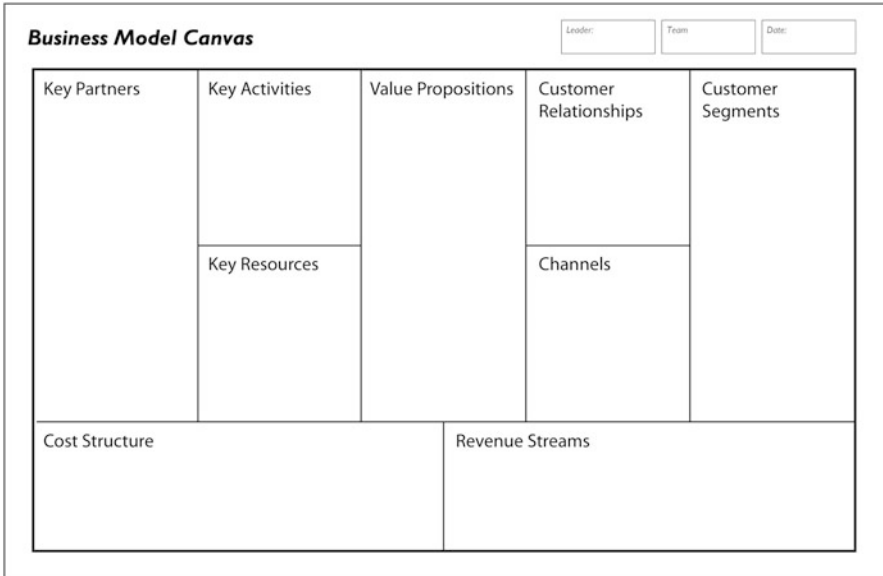 Business Model Canvas
Leader:
Team
Date:
Key Partners
Key Activities
Value Propositions
Customer
Relationships
Customer
Segments
Key Resources
Channels
Cost Structure
Revenue Streams